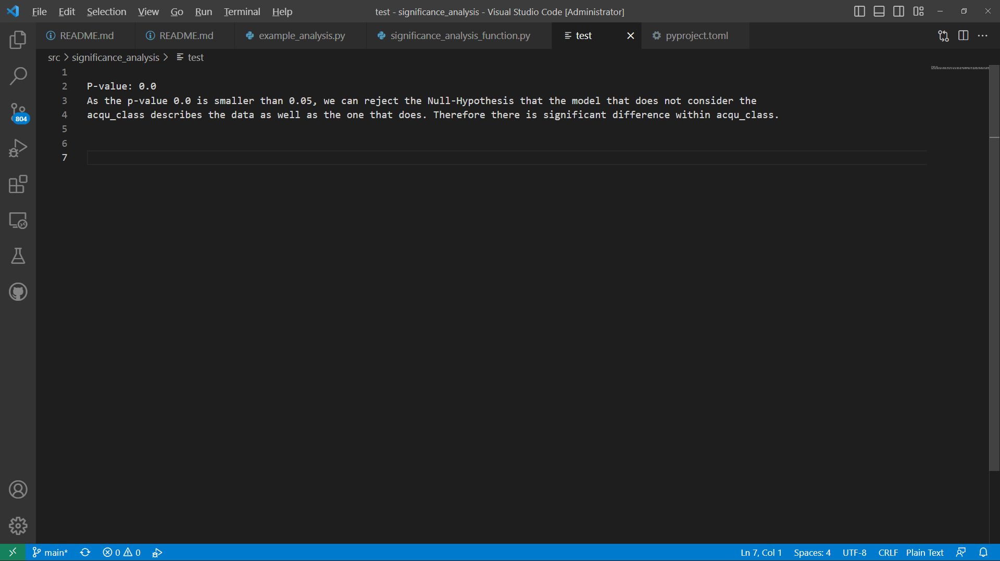 File Edit Selection View Go Run Terminal Help
test - significance_analysis - Visual Studio Code [Administrator]
README.md
README.md
example_analysis.py
significance_analysis_function.py
test
pyproject.toml
src > significance_analysis > test
1
2 P-value: 0.0
3 As the p-value 0.0 is smaller than 0.05, we can reject the Null-Hypothesis that the model that does not consider the
4 acqu_class describes the data as well as the one that does. Therefore there is significant difference within acqu_class.
5
6
7
804
main*
0
0
Ln 7, Col 1
Spaces: 4
UTF-8
CRLF
Plain Text